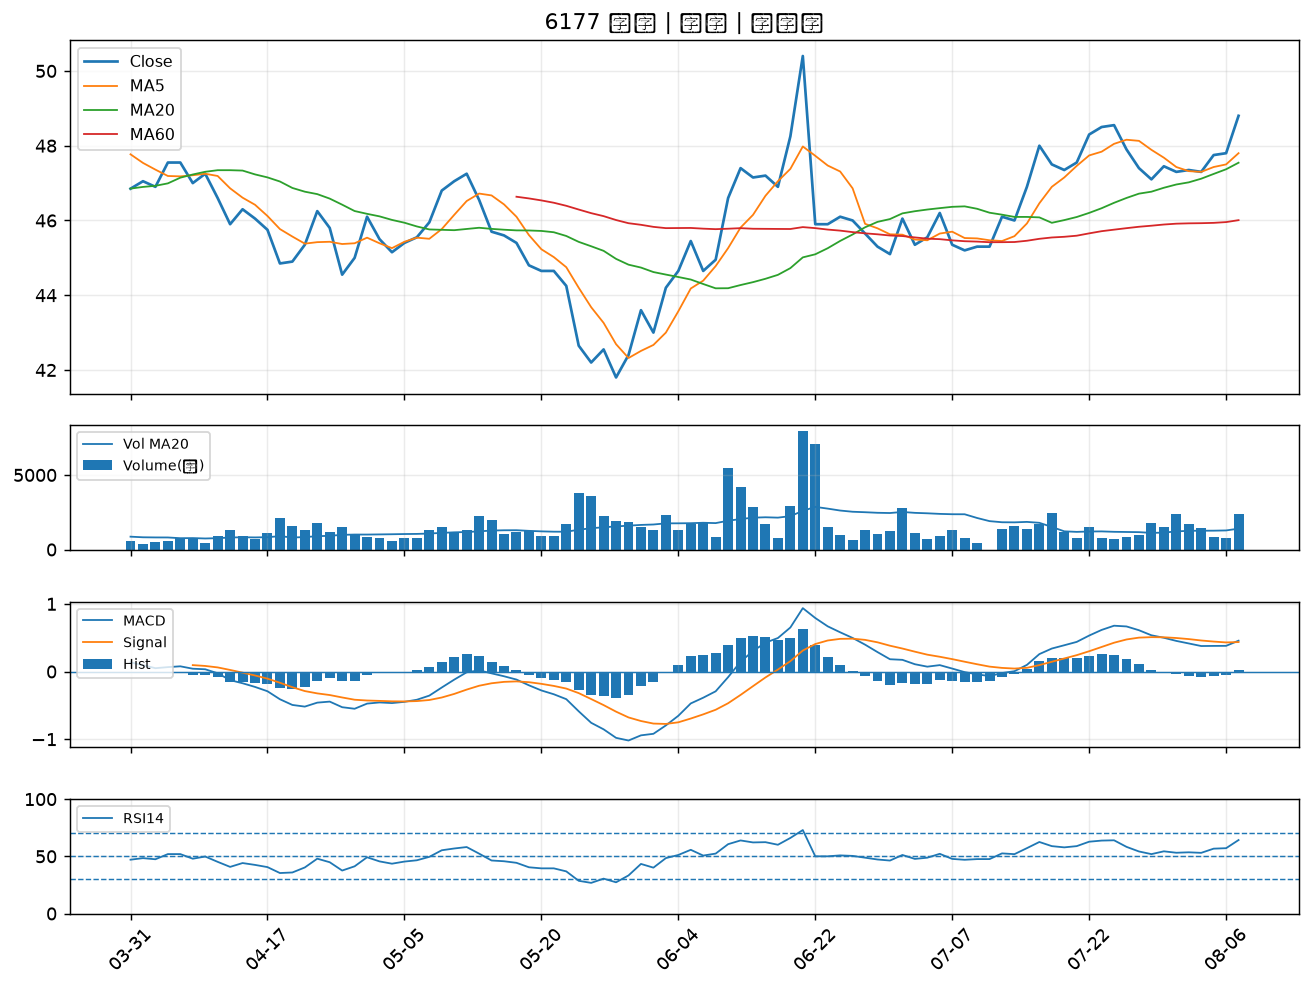 6177 | |
Close
MA5
MA20
MA60
50
48
46
44
42
Vol MA20
Volume( )
5000
0
MACD
Signal
Hist
1
0
−1
RSI14
100
50
0
03-31
04-17
05-05
05-20
06-04
06-22
07-07
07-22
08-06